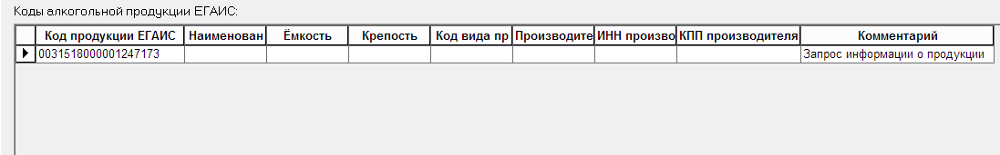 Коды алкогольной продукции ЕГАИС:
Код продукции ЕГАИС Наименован Ёмкость Крепость Код вида пр Производите ИНН произво КПП производителя Комментарий
0031518000001247173 Запрос информации о продукции